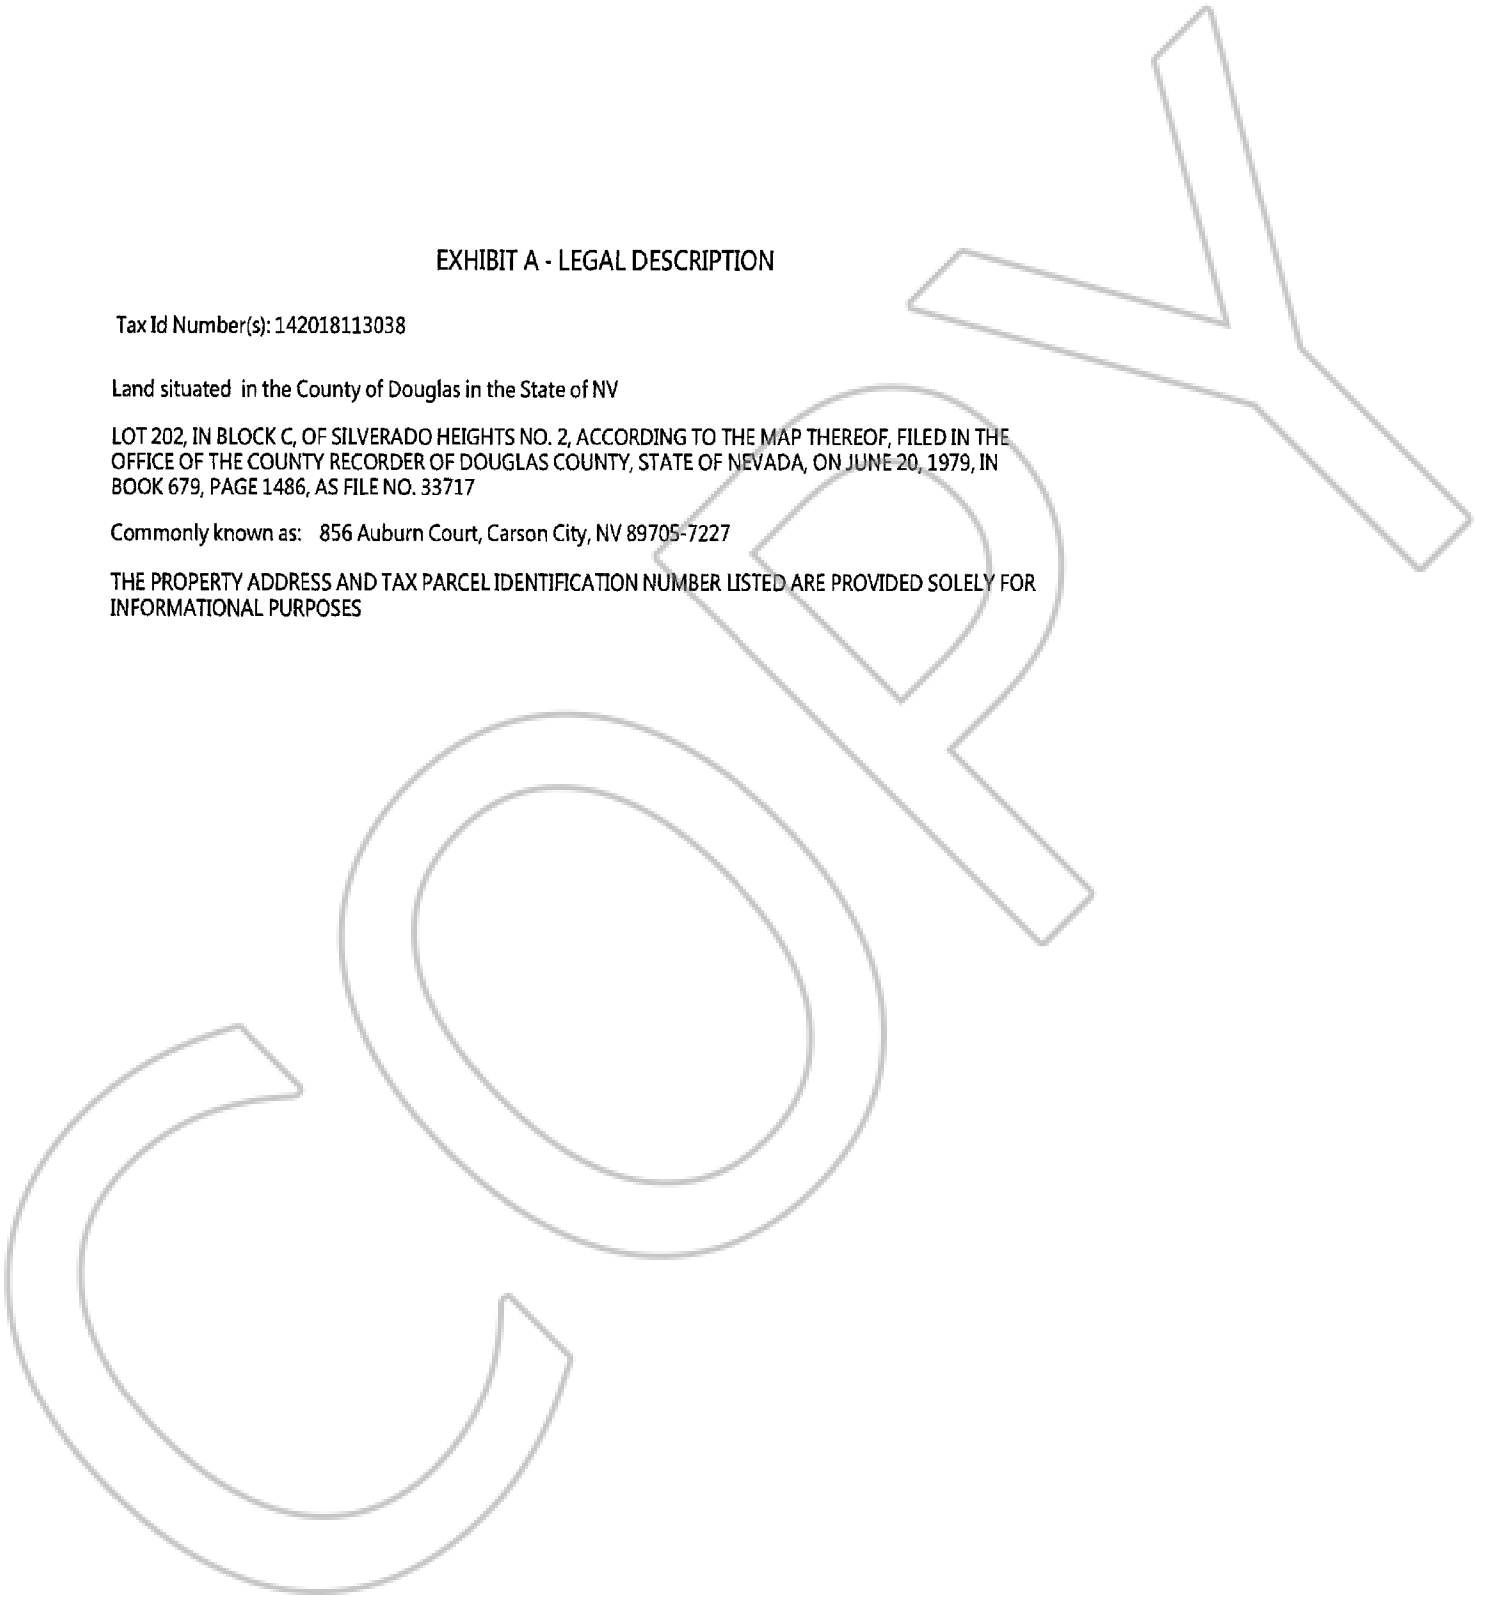 EXHIBIT A - LEGAL DESCRIPTION
Tax Id Number(s): 142018113038
Land situated in the County of Douglas in the State of NV
LOT 202, IN BLOCK C, OF SILVERADO HEIGHTS NO. 2, ACCORDING TO THE MAP THEREOF, FILED IN THE
OFFICE OF THE COUNTY RECORDER OF DOUGLAS COUNTY, STATE OF NEVADA, ON JUNE 20, 1979, IN
BOOK 679, PAGE 1486, AS FILE NO. 33717
Commonly known as: 856 Auburn Court, Carson City, NV 89705-7227
THE PROPERTY ADDRESS AND TAX PARCEL IDENTIFICATION NUMBER LISTED ARE PROVIDED SOLELY FOR
INFORMATIONAL PURPOSES
COPY